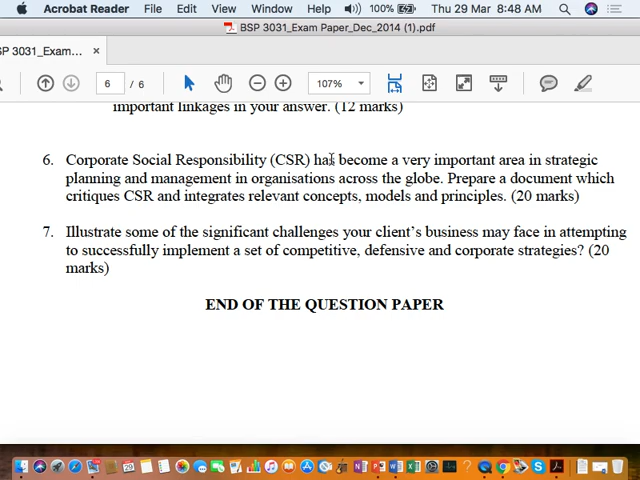 Acrobat Reader File Edit View Window Help 100% Thu 29 Mar 8:48 AM
BSP 3031_Exam Paper_Dec_2014 (1).pdf
SP 3031_Exam... ×
6 / 6 107%
important linkages in your answer. (12 marks)
6. Corporate Social Responsibility (CSR) has become a very important area in strategic
planning and management in organisations across the globe. Prepare a document which
critiques CSR and integrates relevant concepts, models and principles. (20 marks)
7. Illustrate some of the significant challenges your client's business may face in attempting
to successfully implement a set of competitive, defensive and corporate strategies? (20
marks)
END OF THE QUESTION PAPER